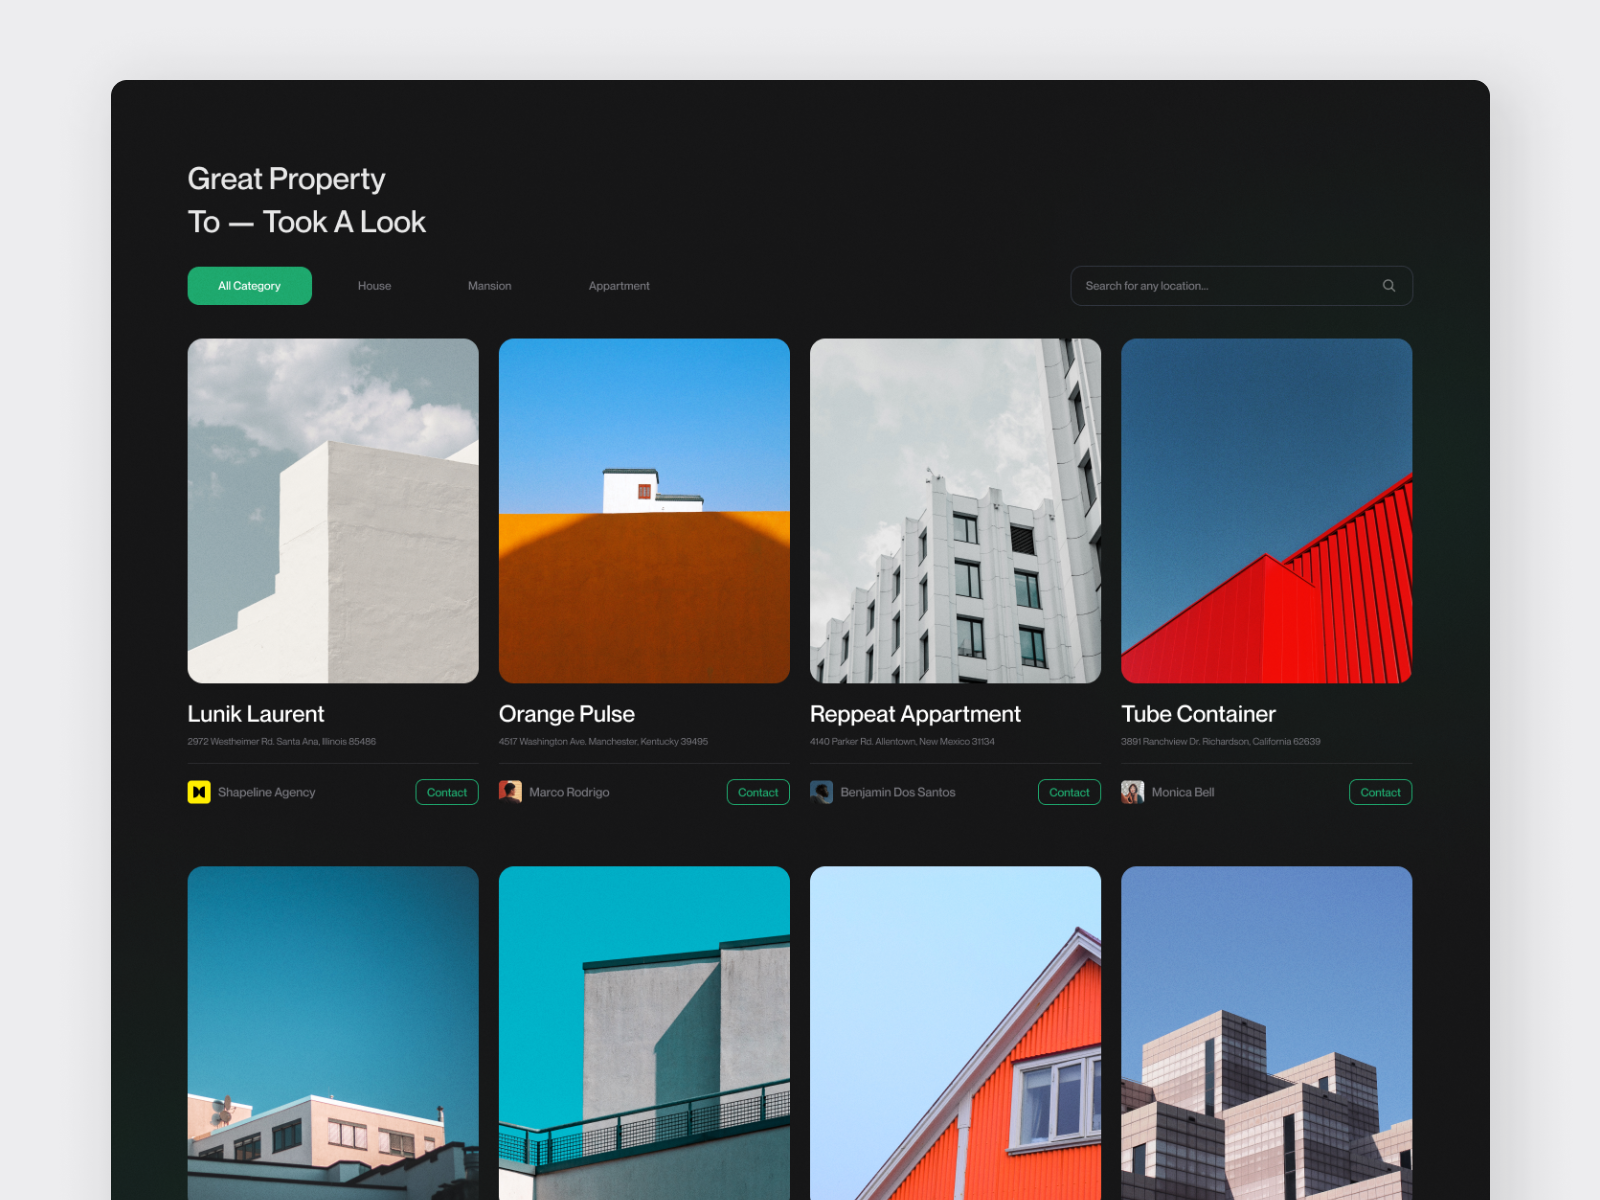 Great Property
To — Took A Look
All Category
House
Mansion
Appartment
Search for any location...
Lunik Laurent
2972 Westheimer Rd. Santa Ana, Illinois 85486
Shapeline Agency
Contact
Orange Pulse
4517 Washington Ave. Manchester, Kentucky 39495
Marco Rodrigo
Contact
Reppeat Appartment
4140 Parker Rd. Allentown, New Mexico 31134
Benjamin Dos Santos
Contact
Tube Container
3891 Ranchview Dr. Richardson, California 62639
Monica Bell
Contact